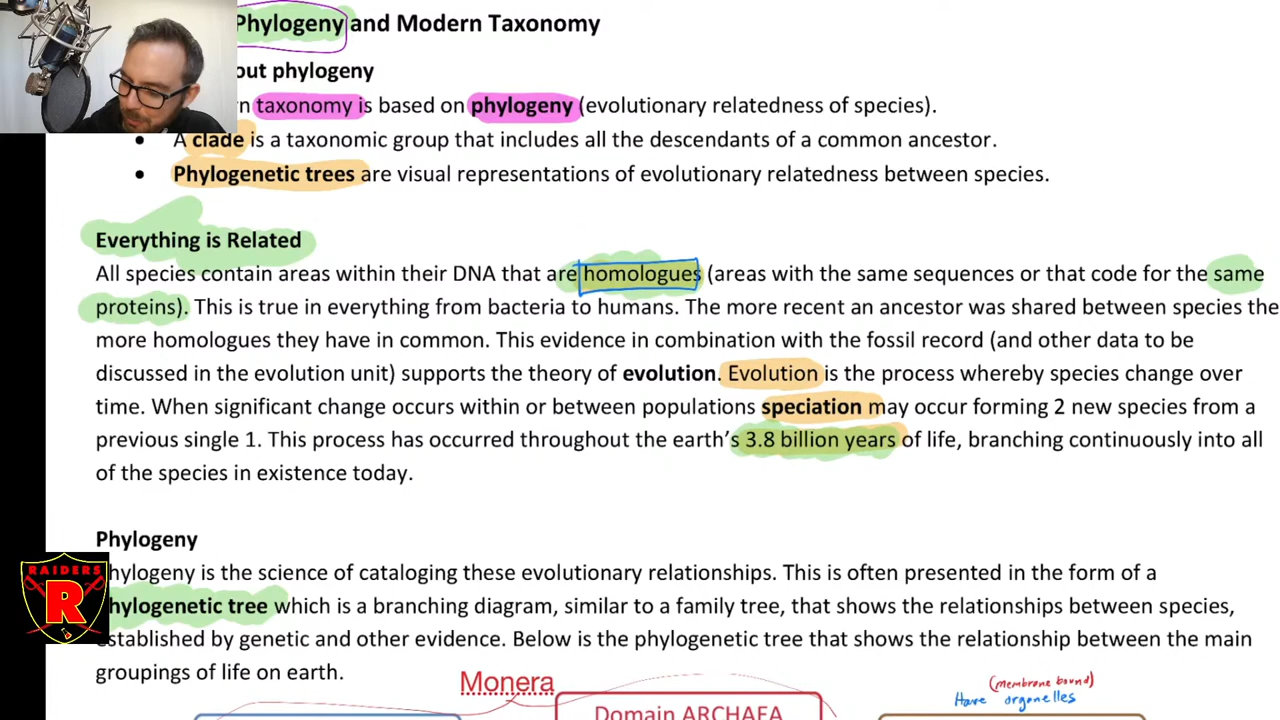 Phylogeny and Modern Taxonomy
out phylogeny
taxonomy is based on phylogeny (evolutionary relatedness of species).
• A clade is a taxonomic group that includes all the descendants of a common ancestor.
• Phylogenetic trees are visual representations of evolutionary relatedness between species.
Everything is Related
All species contain areas within their DNA that are homologues (areas with the same sequences or that code for the same
proteins). This is true in everything from bacteria to humans. The more recent an ancestor was shared between species the
more homologues they have in common. This evidence in combination with the fossil record (and other data to be
discussed in the evolution unit) supports the theory of evolution. Evolution is the process whereby species change over
time. When significant change occurs within or between populations speciation may occur forming 2 new species from a
previous single 1. This process has occurred throughout the earth's 3.8 billion years of life, branching continuously into all
of the species in existence today.
Phylogeny
hylogeny is the science of cataloging these evolutionary relationships. This is often presented in the form of a
hylogenetic tree which is a branching diagram, similar to a family tree, that shows the relationships between species,
established by genetic and other evidence. Below is the phylogenetic tree that shows the relationship between the main
groupings of life on earth.
RAIDERS
R
Monera
(membrane bound)
Have organelles
Domain ARCHAEA